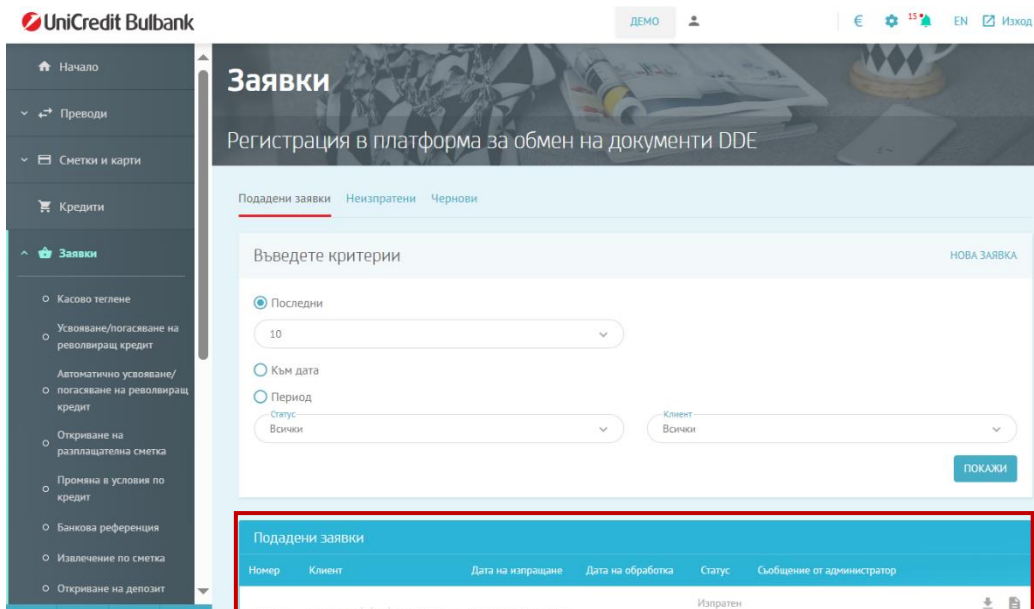 UniCredit Bulbank
ДЕМО
€
15
EN
Изход
Начало
Преводи
Сметки и карти
Кредити
Заявки
Касово теглене
Усвояване/погасяване на
револвиращ кредит
Автоматично усвояване/
погасяване на револвиращ
кредит
Откриване на
разплащателна сметка
Промяна в условия по
кредит
Банкова референция
Извлечение по сметка
Откриване на депозит
Заявки
Регистрация в платформа за обмен на документи DDE
Подадени заявки Неизпратени Чернови
Въведете критерии
НОВА ЗАЯВКА
Последни
10
Към дата
Период
Статус
Всички
Клиент
Всички
ПОКАЖИ
Подадени заявки
Номер Клиент Дата на изпращане Дата на обработка Статус Съобщение от администратор
Изпратен